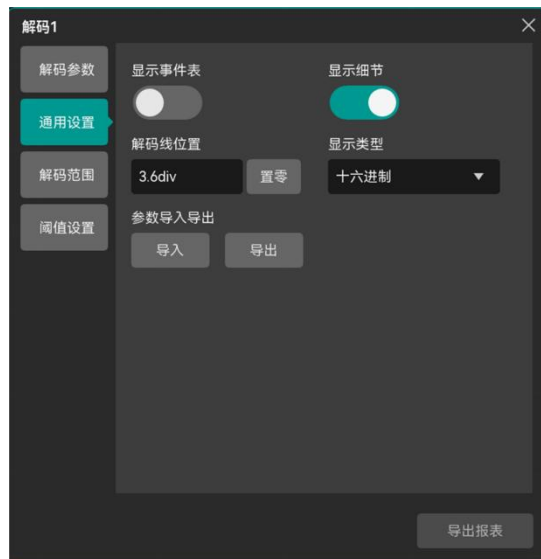 解码1
解码参数
通用设置
解码范围
阈值设置
显示事件表
显示细节
解码线位置
显示类型
3.6div
置零
十六进制
参数导入导出
导入
导出
导出报表